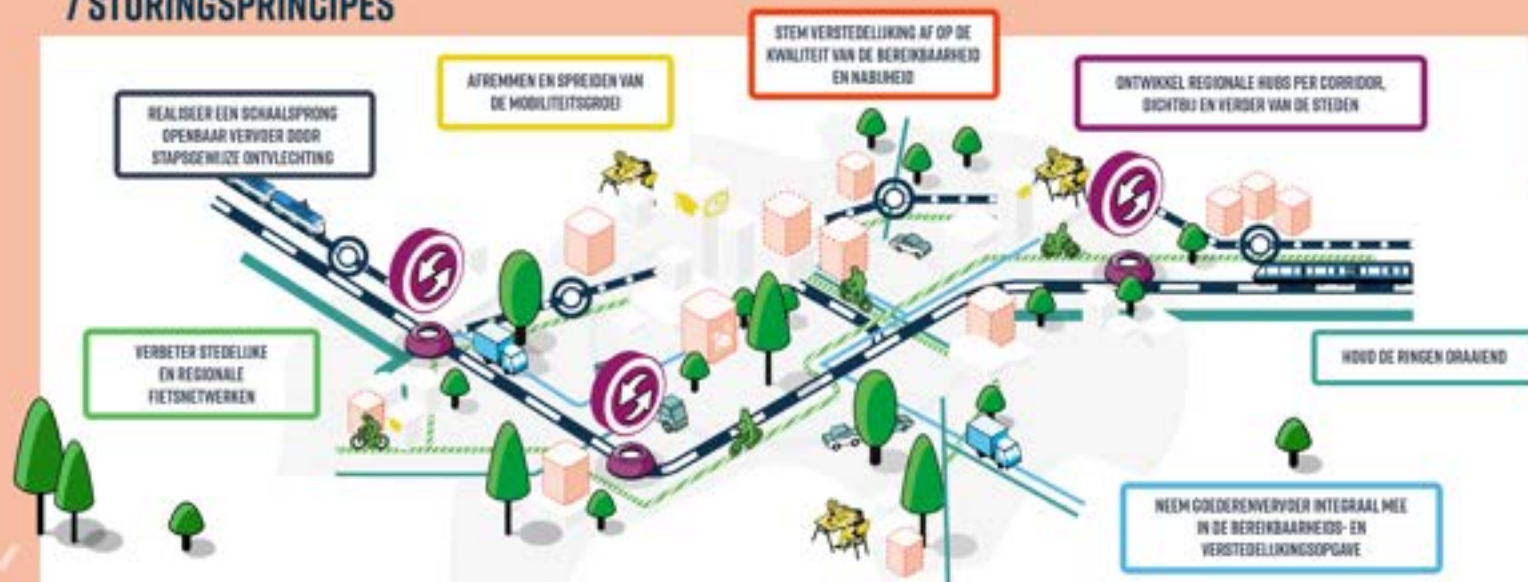 7 STURINGSPRINCIPES
STEM VERSTEDELIJKING AF OP DE
KWALITEIT VAN DE BEREIKBAARHEID
EN NABIJHEID
AFREMMEN EN SPREIDEN VAN
DE MOBILITEITSGROEI
ONTWIKKEL REGIONALE HUBS PER CORRIDOR,
DICHTBIJ EN VERDER VAN DE STEDEN
REALISEER EEN SCHAALSPRONG
OPENBAAR VERVOER DOOR
STAPSGEWIJZE ONTVLECHTING
VERBETER STEDELIJKE
EN REGIONALE
FIETSNETWERKEN
HOUD DE RINGEN DRAAIEND
NEEM GOEDERENVERVOER INTEGRAAL MEE
IN DE BEREIKBAARHEIDS- EN
VERSTEDELIJKINGSOPGAVE